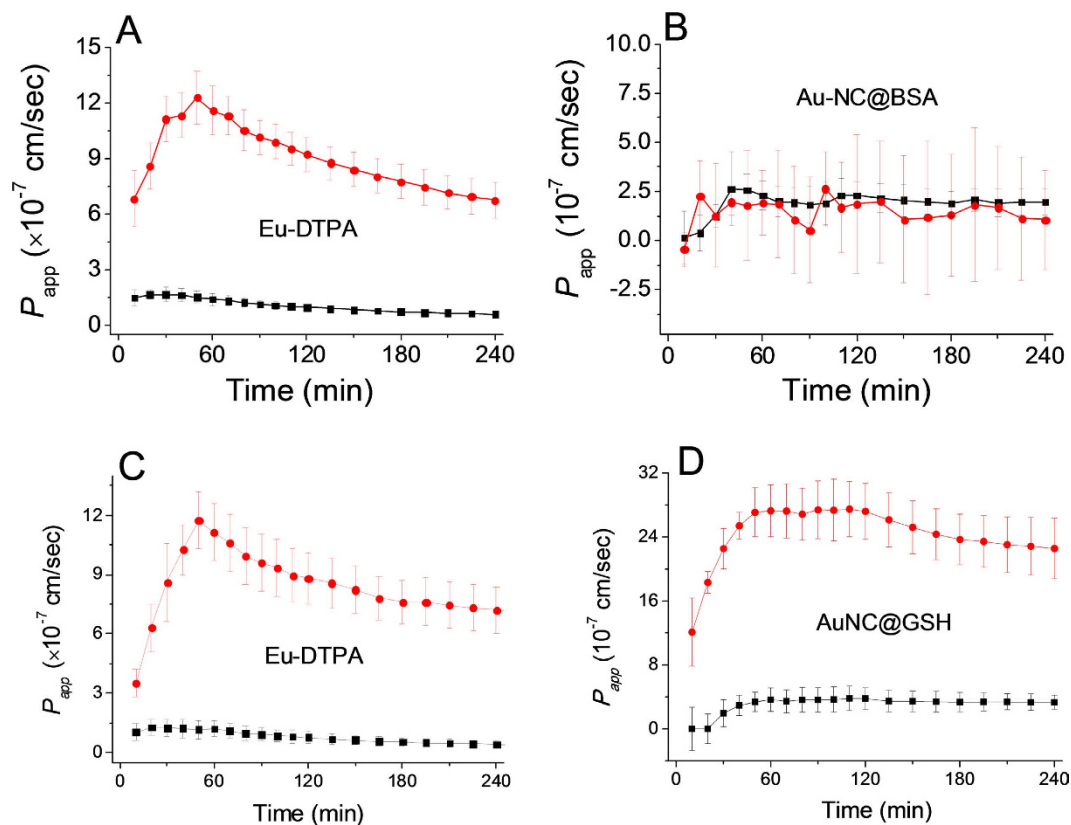 A
15
12
9
6
3
0
P_app (×10⁻⁷ cm/sec)
Eu-DTPA
0 60 120 180 240
Time (min)
B
10.0
7.5
5.0
2.5
0.0
-2.5
P_app (10⁻⁷ cm/sec)
Au-NC@BSA
0 60 120 180 240
Time (min)
C
12
9
6
3
0
P_app (×10⁻⁷ cm/sec)
Eu-DTPA
0 60 120 180 240
Time (min)
D
32
24
16
8
0
P_app (10⁻⁷ cm/sec)
AuNC@GSH
0 60 120 180 240
Time (min)